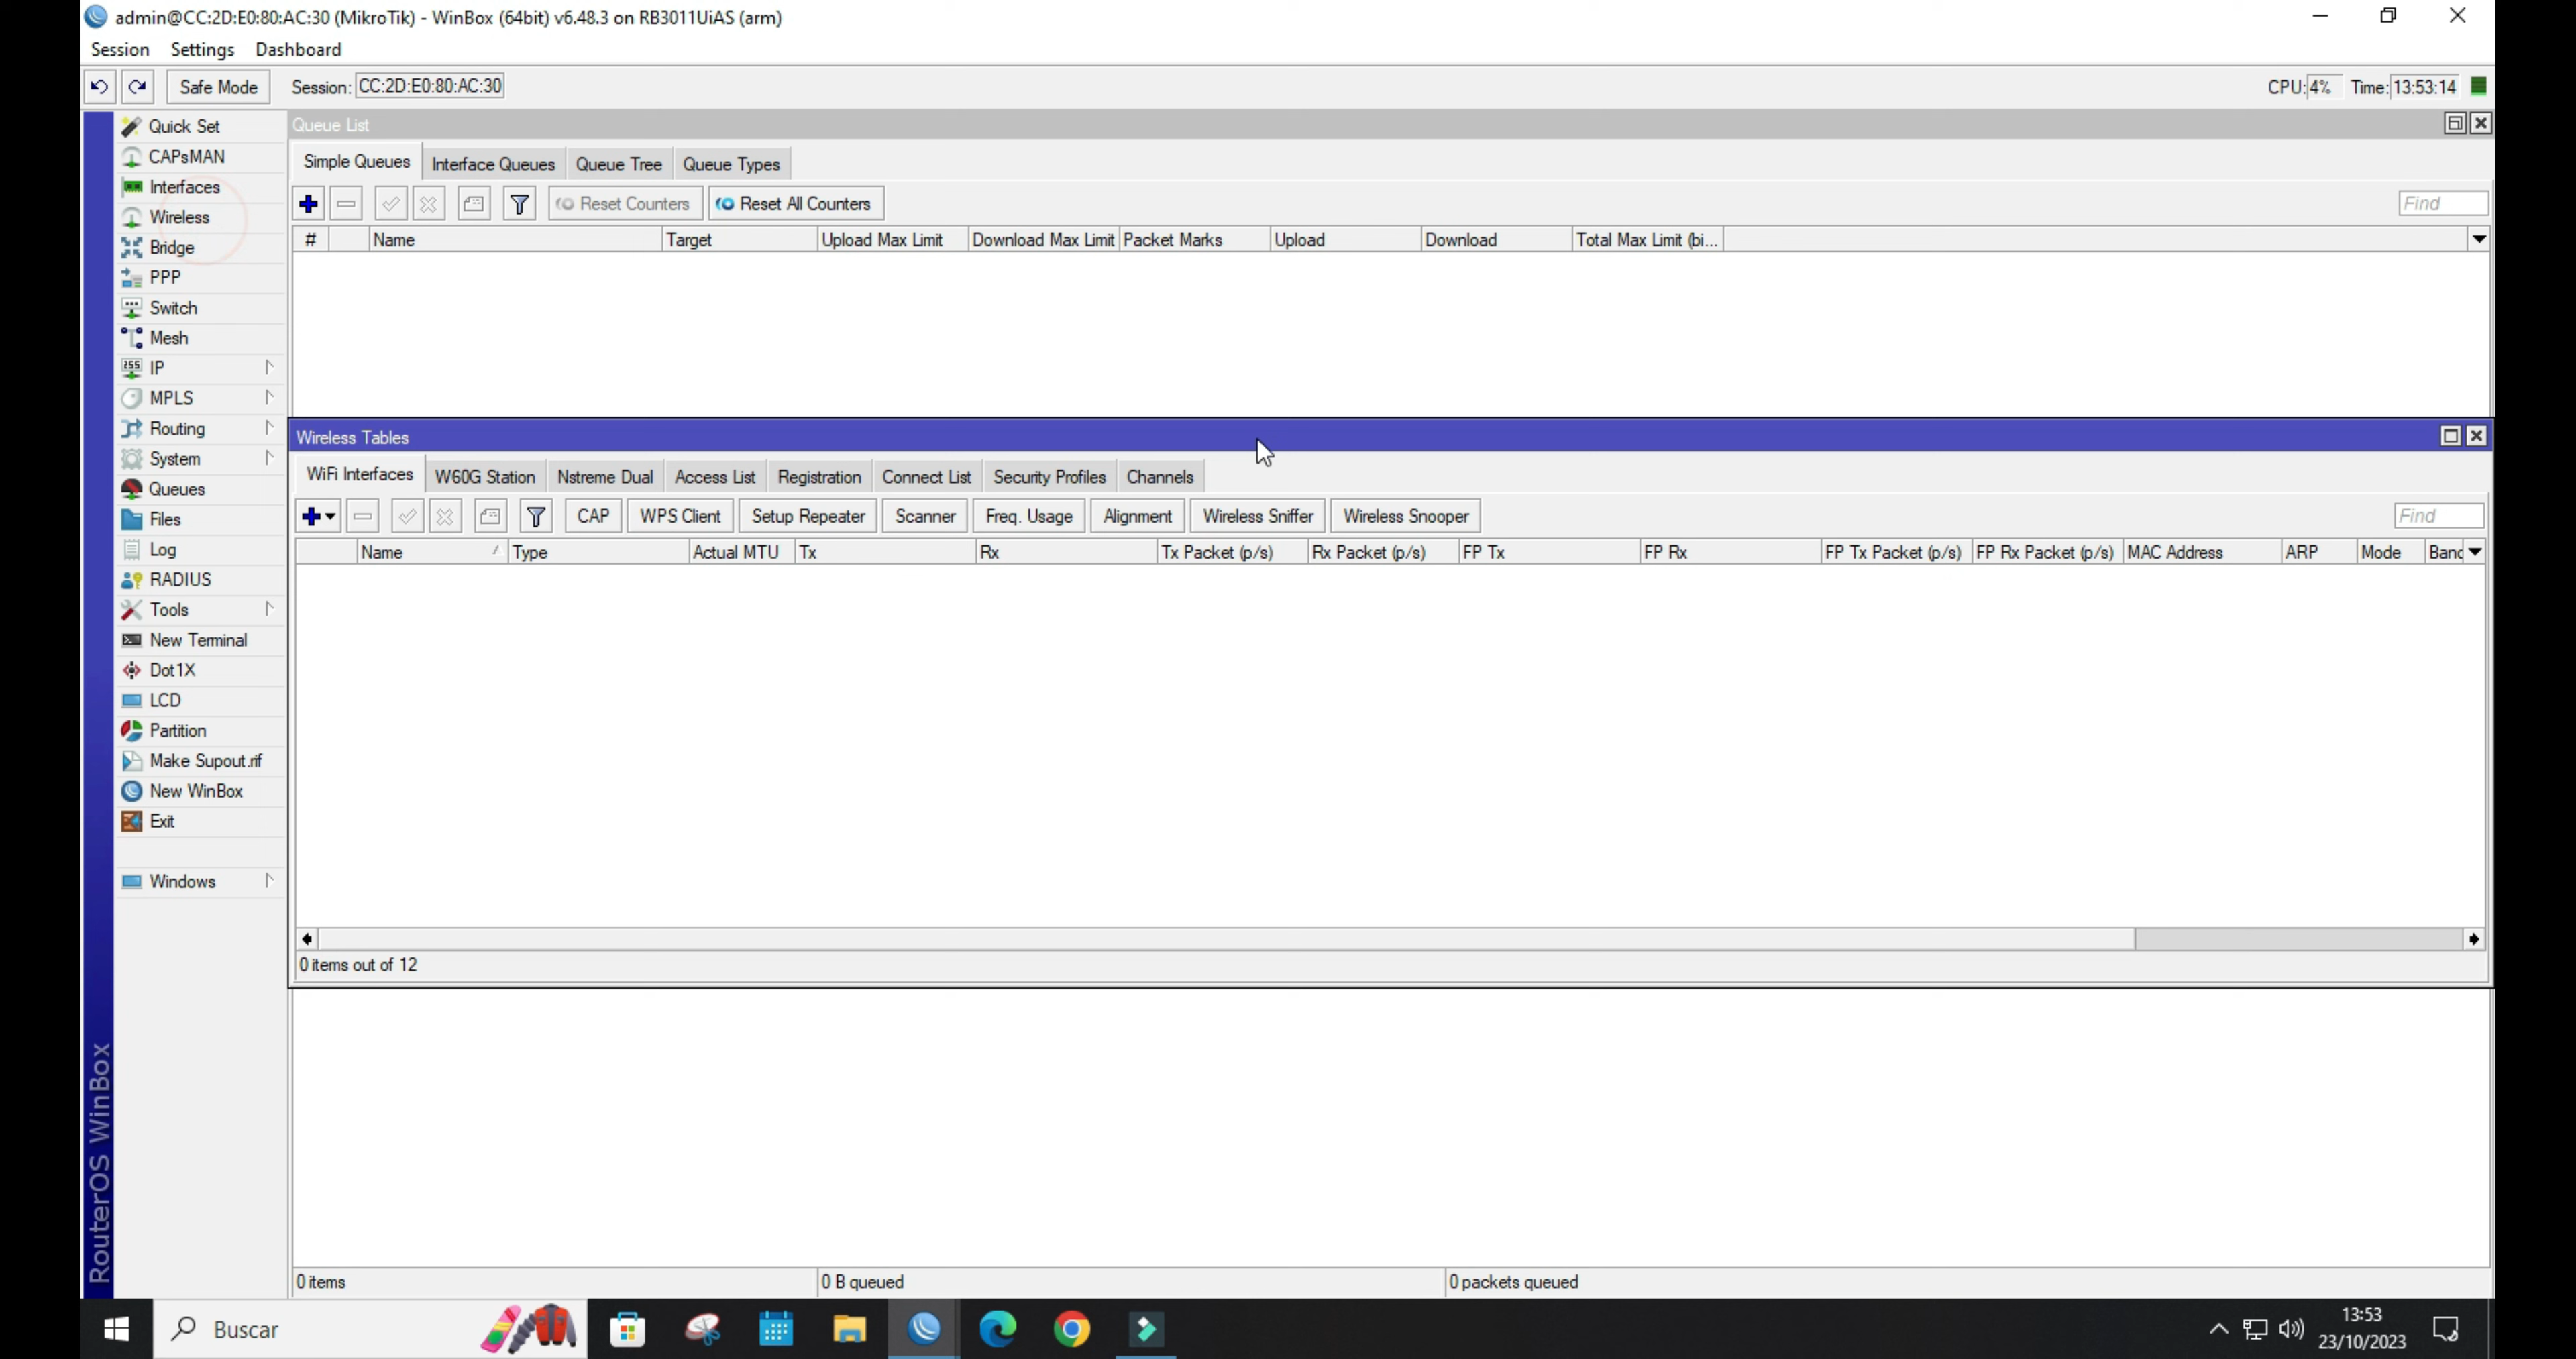 admin@CC:2D:E0:80:AC:30 (MikroTik) - WinBox (64bit) v6.48.3 on RB3011UiAS (arm)
Session Settings Dashboard
Safe Mode Session: CC:2D:E0:80:AC:30 CPU: 4% Time: 13:53:14
Quick Set
CAPsMAN
Interfaces
Wireless
Bridge
PPP
Switch
Mesh
IP
MPLS
Routing
System
Queues
Files
Log
RADIUS
Tools
New Terminal
Dot1X
LCD
Partition
Make Supout.rif
New WinBox
Exit
Windows
RouterOS WinBox
Queue List
Simple Queues Interface Queues Queue Tree Queue Types
Reset Counters Reset All Counters Find
# Name Target Upload Max Limit Download Max Limit Packet Marks Upload Download Total Max Limit (bi...
Wireless Tables
WiFi Interfaces W60G Station Nstreme Dual Access List Registration Connect List Security Profiles Channels
CAP WPS Client Setup Repeater Scanner Freq. Usage Alignment Wireless Sniffer Wireless Snooper Find
Name Type Actual MTU Tx Rx Tx Packet (p/s) Rx Packet (p/s) FP Tx FP Rx FP Tx Packet (p/s) FP Rx Packet (p/s) MAC Address ARP Mode Banc
0 items out of 12
0 items 0 B queued 0 packets queued
Buscar
13:53
23/10/2023